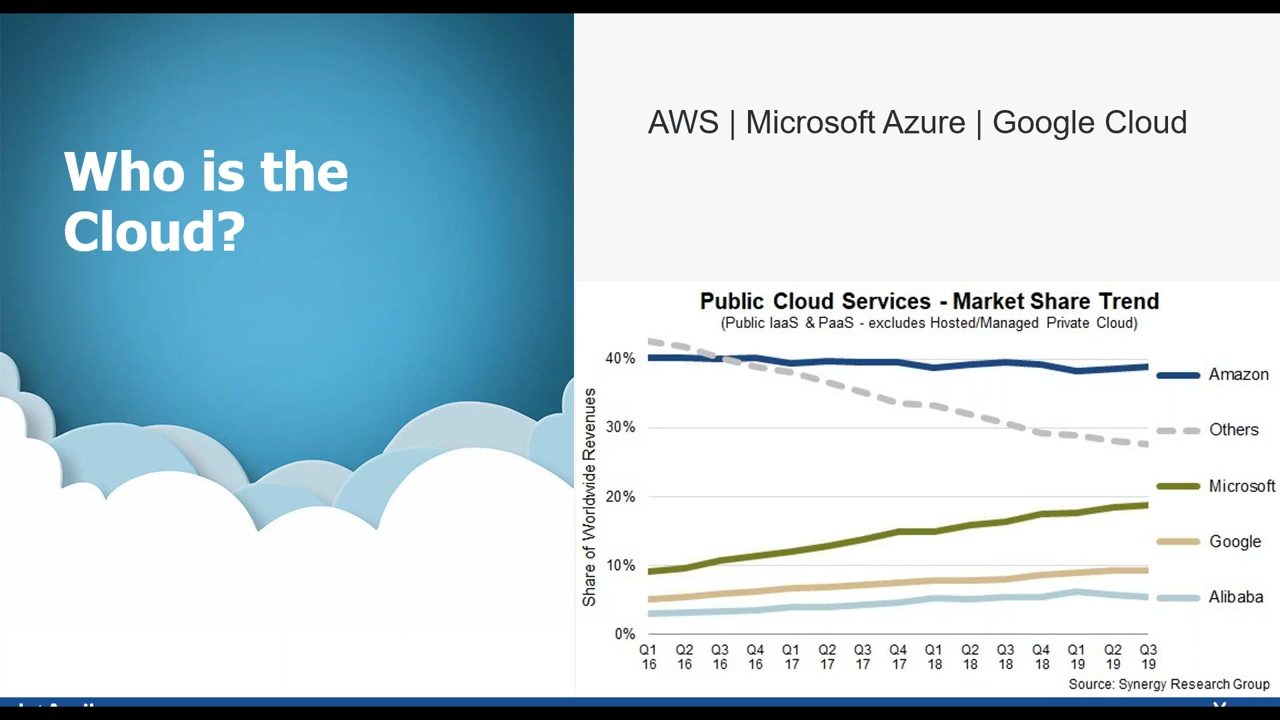 Who is the
Cloud?
AWS | Microsoft Azure | Google Cloud
Public Cloud Services - Market Share Trend
(Public IaaS & PaaS - excludes Hosted/Managed Private Cloud)
Share of Worldwide Revenues
40%
30%
20%
10%
0%
Amazon
Others
Microsoft
Google
Alibaba
Q1 Q2 Q3 Q4 Q1 Q2 Q3 Q4 Q1 Q2 Q3 Q4 Q1 Q2 Q3
16 16 16 16 17 17 17 17 18 18 18 18 19 19 19
Source: Synergy Research Group